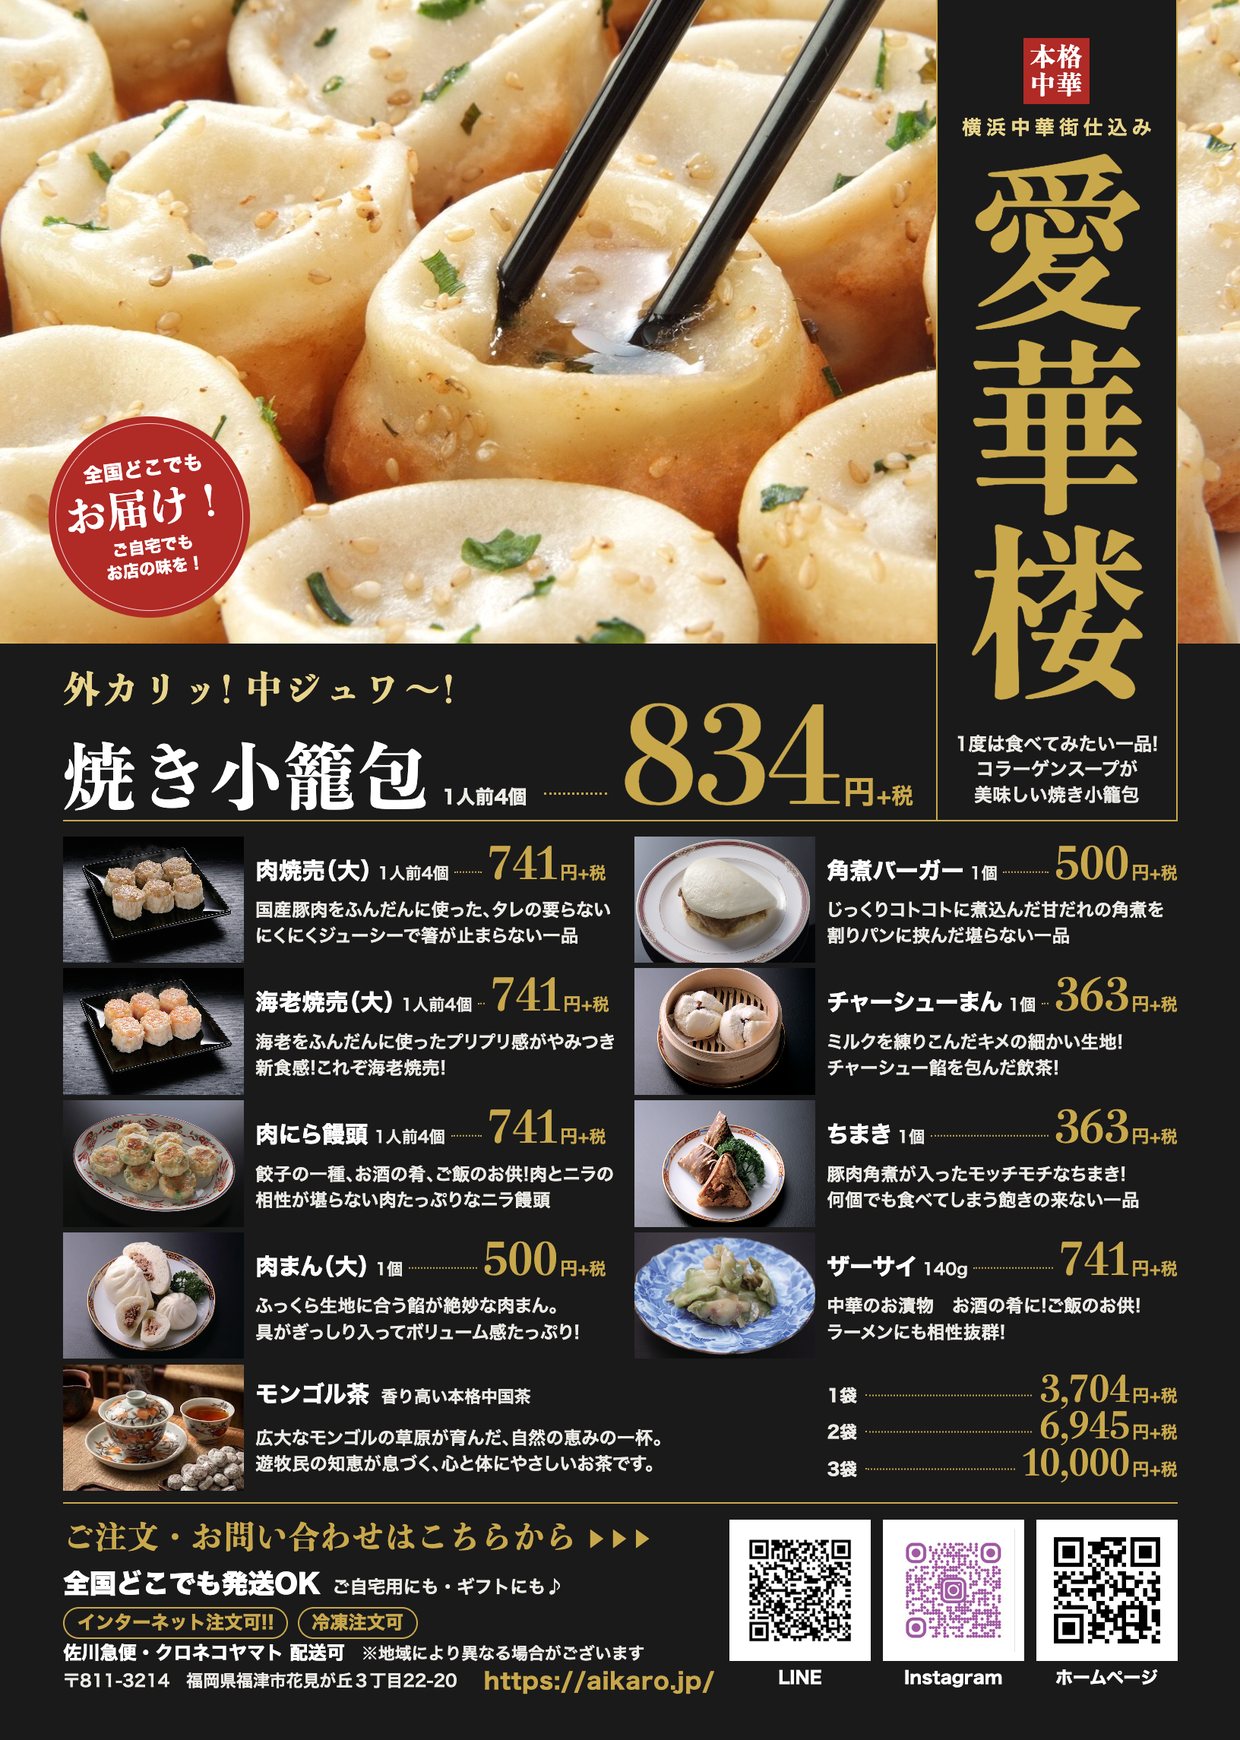 本格
中華
横浜中華街仕込み
愛華楼
1度は食べてみたい一品!
コラーゲンスープが
美味しい焼き小籠包
全国どこでも
お届け！
ご自宅でも
お店の味を！
外カリッ！中ジュワ〜！
焼き小籠包 1人前4個 834円+税
肉焼売（大） 1人前4個 741円+税
国産豚肉をふんだんに使った、タレの要らない
にくにくジューシーで箸が止まらない一品
海老焼売（大） 1人前4個 741円+税
海老をふんだんに使ったプリプリ感がやみつき
新食感!これぞ海老焼売!
肉にら饅頭 1人前4個 741円+税
餃子の一種、お酒の肴、ご飯のお供!肉とニラの
相性が堪らない肉たっぷりなニラ饅頭
肉まん（大） 1個 500円+税
ふっくら生地に合う餡が絶妙な肉まん。
具がぎっしり入ってボリューム感たっぷり!
角煮バーガー 1個 500円+税
じっくりコトコトに煮込んだ甘だれの角煮を
割りパンに挟んだ堪らない一品
チャーシューまん 1個 363円+税
ミルクを練りこんだキメの細かい生地!
チャーシュー餡を包んだ飲茶!
ちまき 1個 363円+税
豚肉角煮が入ったモッチモチなちまき!
何個でも食べてしまう飽きの来ない一品
ザーサイ 140g 741円+税
中華のお漬物　お酒の肴に!ご飯のお供!
ラーメンにも相性抜群!
モンゴル茶 香り高い本格中国茶
広大なモンゴルの草原が育んだ、自然の恵みの一杯。
遊牧民の知恵が息づく、心と体にやさしいお茶です。
1袋 3,704円+税
2袋 6,945円+税
3袋 10,000円+税
ご注文・お問い合わせはこちらから ▶▶▶
全国どこでも発送OK ご自宅用にも・ギフトにも♪
インターネット注文可!! 冷凍注文可
佐川急便・クロネコヤマト 配送可 ※地域により異なる場合がございます
〒811-3214 福岡県福津市花見が丘３丁目22-20 https://aikaro.jp/
LINE
Instagram
ホームページ